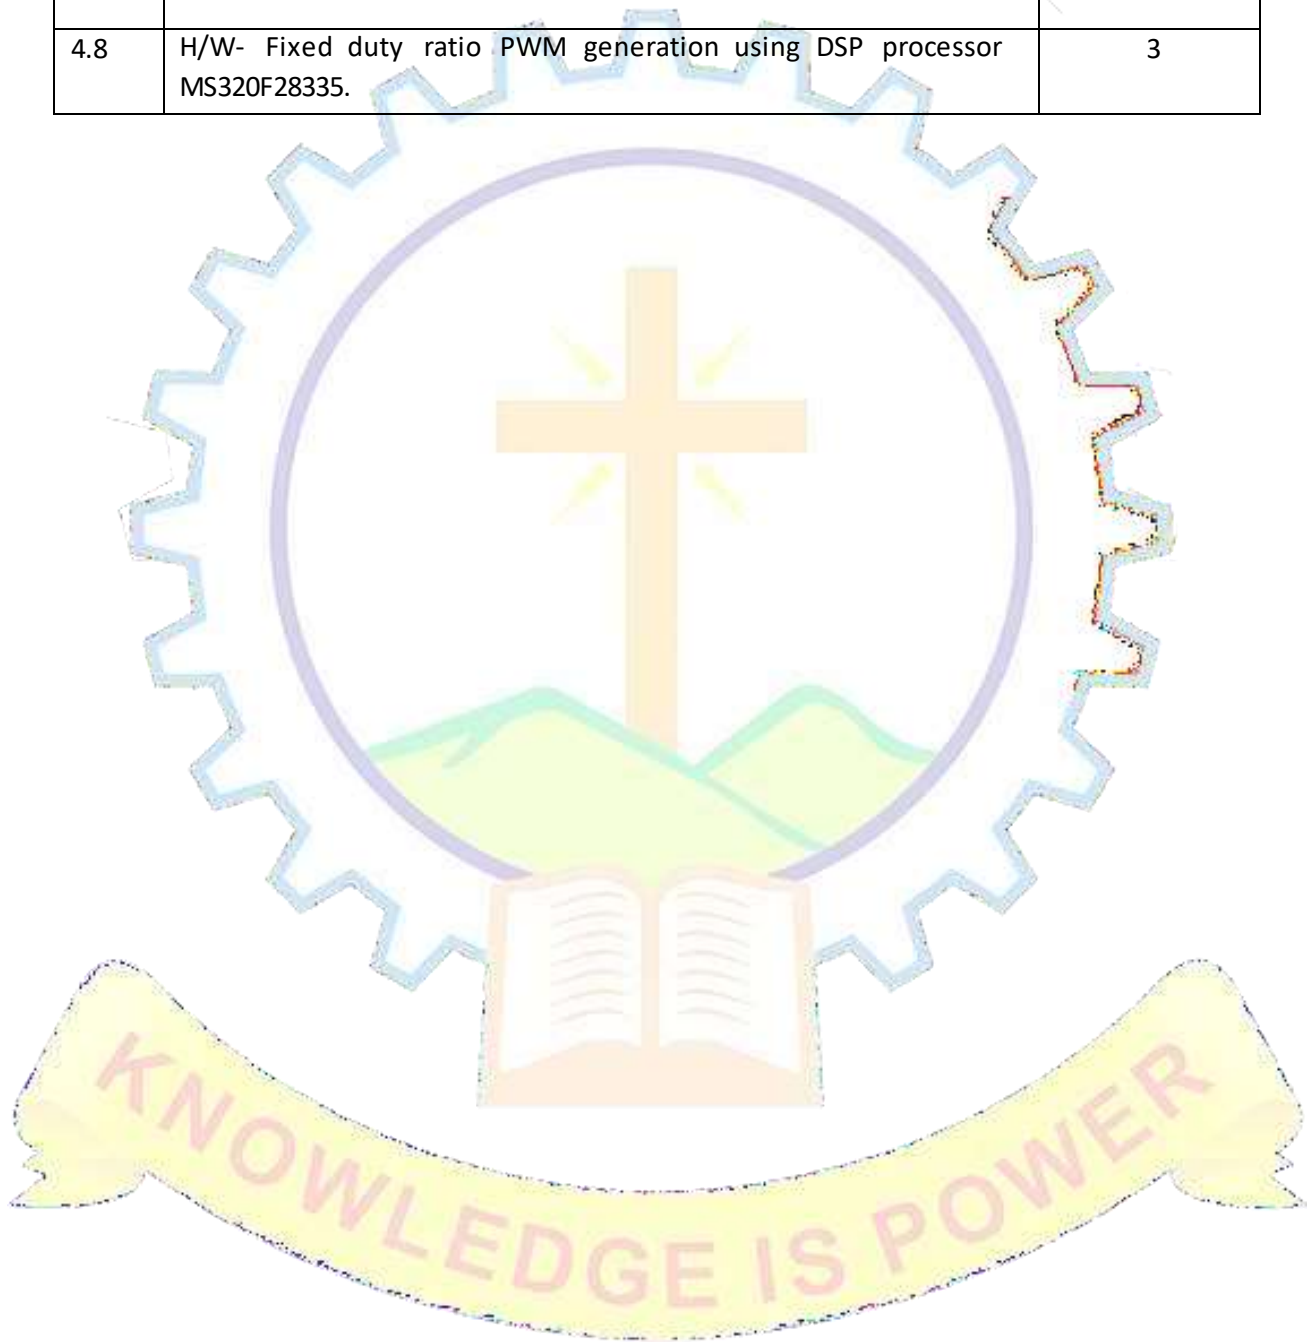 4.8 H/W- Fixed duty ratio PWM generation using DSP processor 3
MS320F28335.
KNOWLEDGE IS POWER